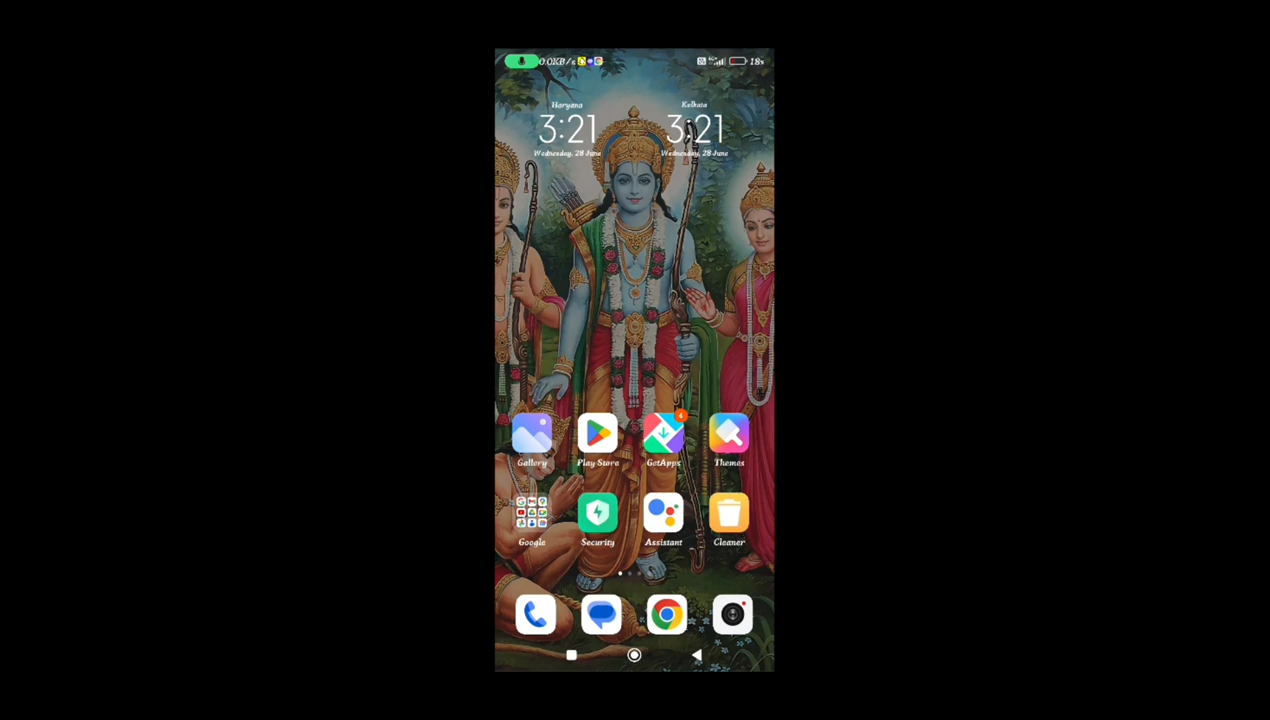 0.0KB/s 18%
Haryana Kolkata
3:21 3:21
Wednesday, 28 June Wednesday, 28 June
4
Gallery Play Store GetApps Themes
Google Security Assistant Cleaner